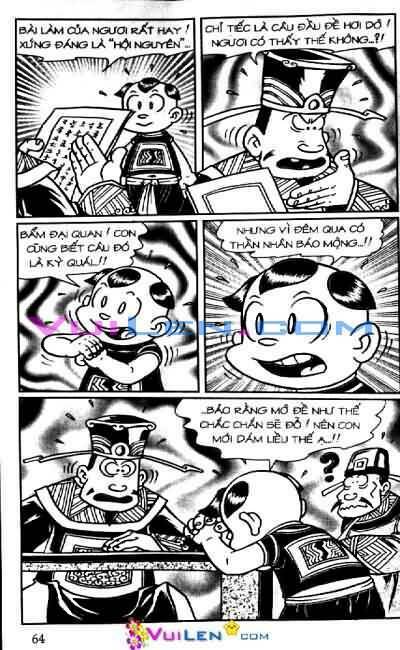 BÀI LÀM CỦA NGƯƠI RẤT HAY !
XỨNG ĐÁNG LÀ "HỘI NGUYÊN"...
CHỈ TIẾC LÀ CÂU ĐẦU ĐỀ HƠI DỞ !
NGƯƠI CÓ THẤY THẾ KHÔNG...?!
BẨM ĐẠI QUAN ! CON
CŨNG BIẾT CÂU ĐÓ
LÀ KỲ QUÁI..!!
NHƯNG VÌ ĐÊM QUA CÓ
THẦN NHÂN BÁO MỘNG...!!
VuiLen.com
...BẢO RẰNG MỞ ĐỀ NHƯ THẾ
CHẮC CHẮN SẼ ĐỖ ! NÊN CON
MỚI DÁM LIỀU THẾ Ạ...!!
?
64
VuiLen.com